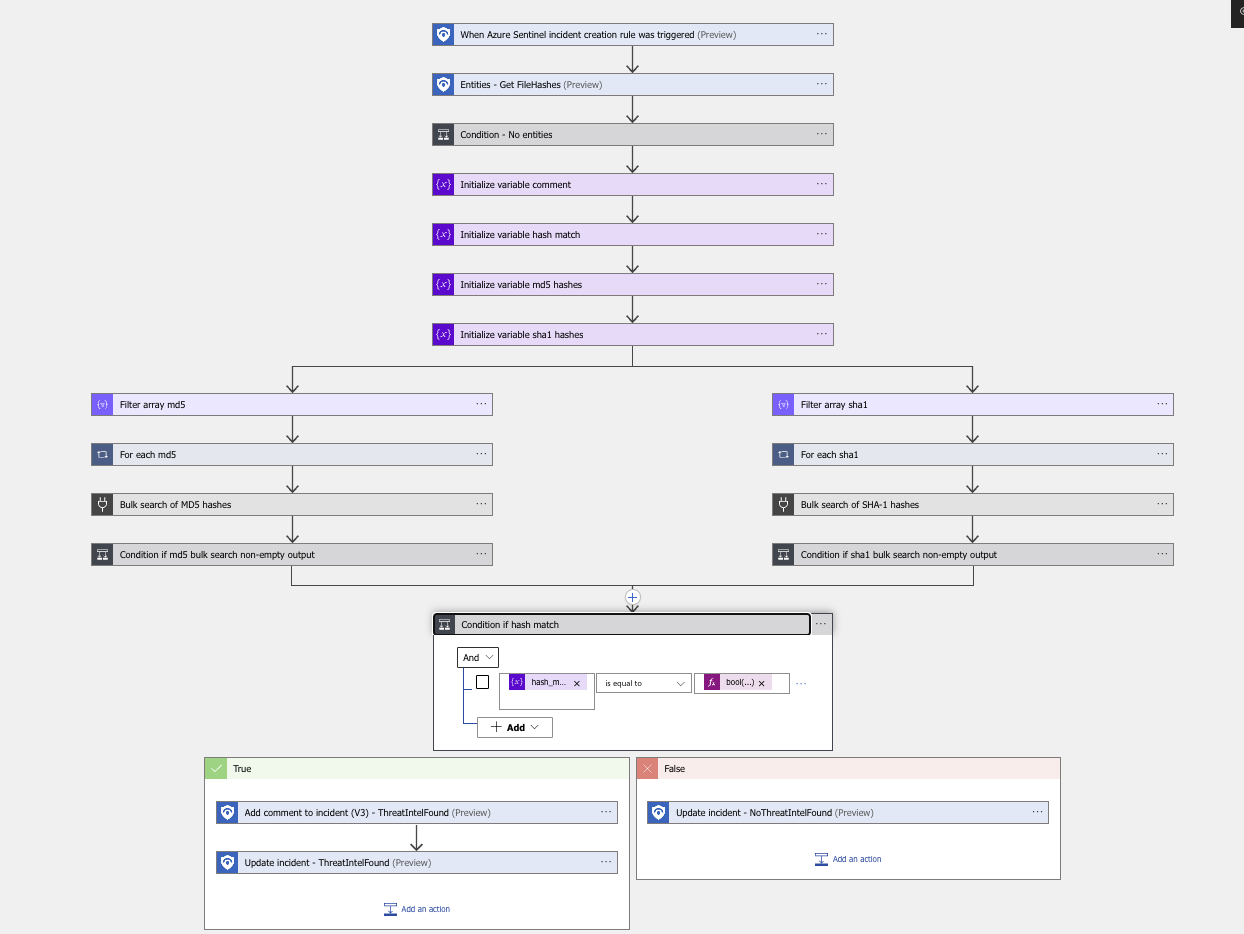 When Azure Sentinel incident creation rule was triggered (Preview)
Entities - Get FileHashes (Preview)
Condition - No entities
{x} Initialize variable comment
{x} Initialize variable hash match
{x} Initialize variable md5 hashes
{x} Initialize variable sha1 hashes
Filter array md5
Filter array sha1
For each md5
For each sha1
Bulk search of MD5 hashes
Bulk search of SHA-1 hashes
Condition if md5 bulk search non-empty output
Condition if sha1 bulk search non-empty output
Condition if hash match
And
{x} hash_m... × is equal to fx bool(...) ×
+ Add
True
False
Add comment to incident (V3) - ThreatIntelFound (Preview)
Update incident - NoThreatIntelFound (Preview)
Update incident - ThreatIntelFound (Preview)
Add an action
Add an action